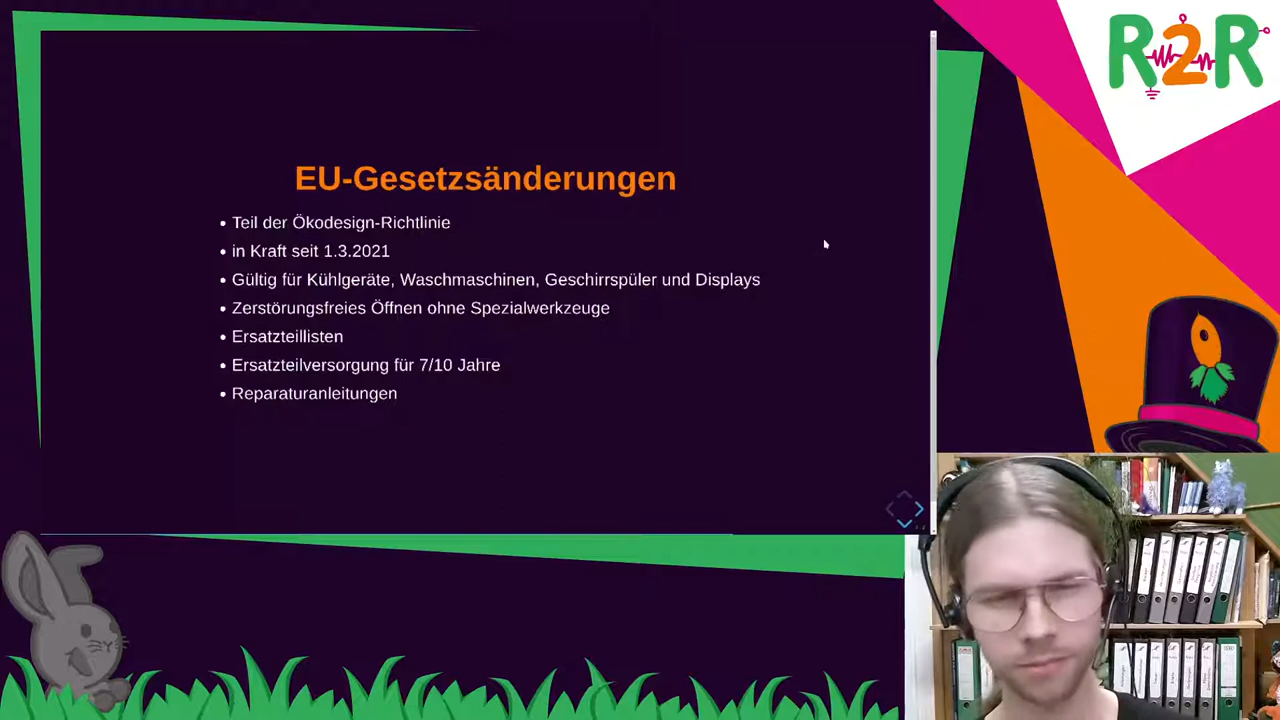 R2R
EU-Gesetzsänderungen
Teil der Ökodesign-Richtlinie
in Kraft seit 1.3.2021
Gültig für Kühlgeräte, Waschmaschinen, Geschirrspüler und Displays
Zerstörungsfreies Öffnen ohne Spezialwerkzeuge
Ersatzteillisten
Ersatzteilversorgung für 7/10 Jahre
Reparaturanleitungen